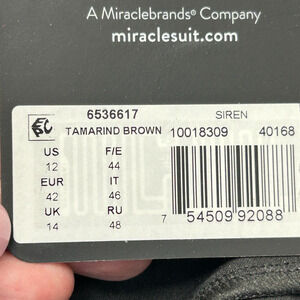 A Miraclebrands® Company
miraclesuit.com
6536617 SIREN
TAMARIND BROWN 10018309 40168
US F/E
12 44
EUR IT
42 46
UK RU
14 48
7 54509 92088